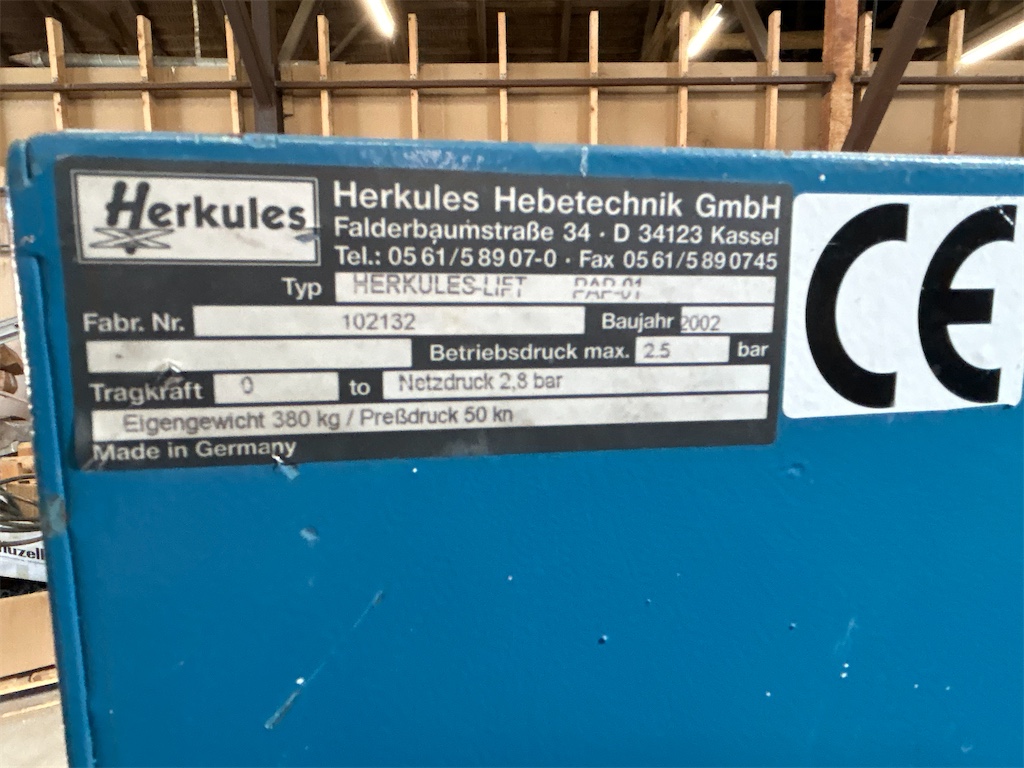 Herkules
Herkules Hebetechnik GmbH
Falderbaumstraße 34 · D 34123 Kassel
Tel.: 05 61/5 89 07-0 · Fax 05 61/5 89 07 45
Typ HERKULES-LIFT PAP-01
Fabr. Nr. 102132 Baujahr 2002
Betriebsdruck max. 2.5 bar
Tragkraft 0 to Netzdruck 2,8 bar
Eigengewicht 380 kg / Preßdruck 50 kn
Made in Germany
CE